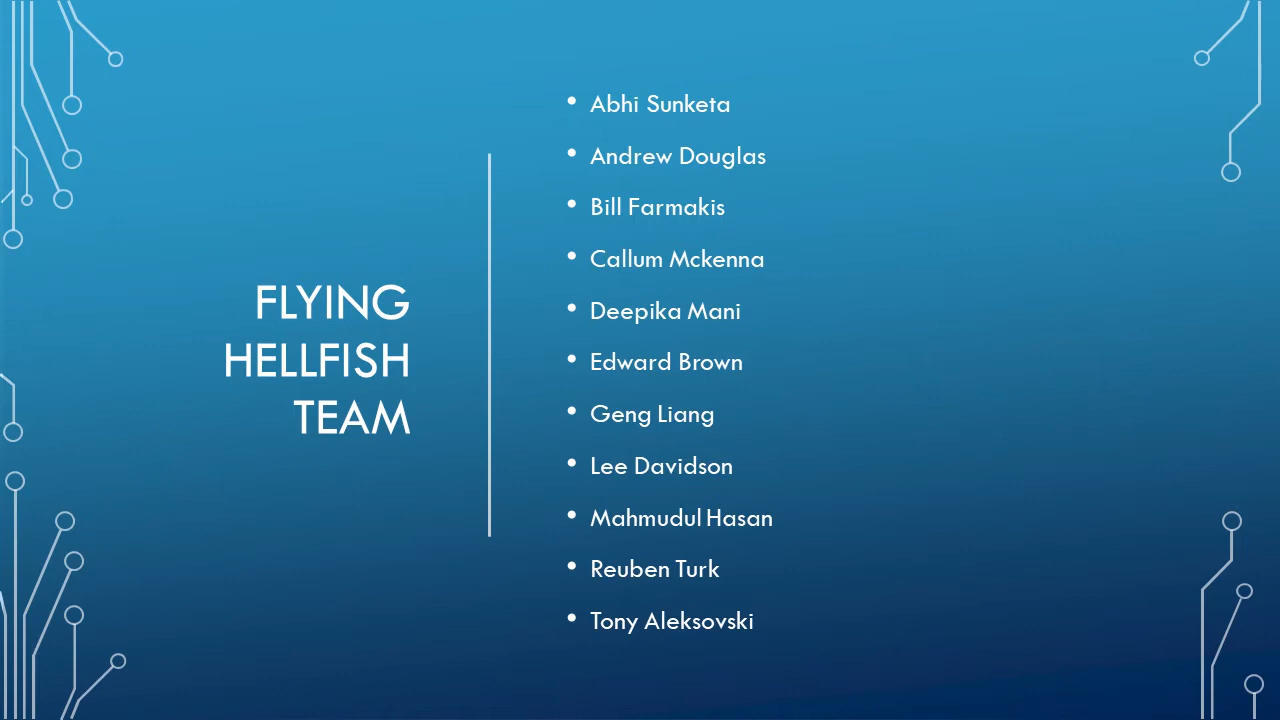 FLYING
HELLFISH
TEAM
• Abhi Sunketa
• Andrew Douglas
• Bill Farmakis
• Callum Mckenna
• Deepika Mani
• Edward Brown
• Geng Liang
• Lee Davidson
• Mahmudul Hasan
• Reuben Turk
• Tony Aleksovski